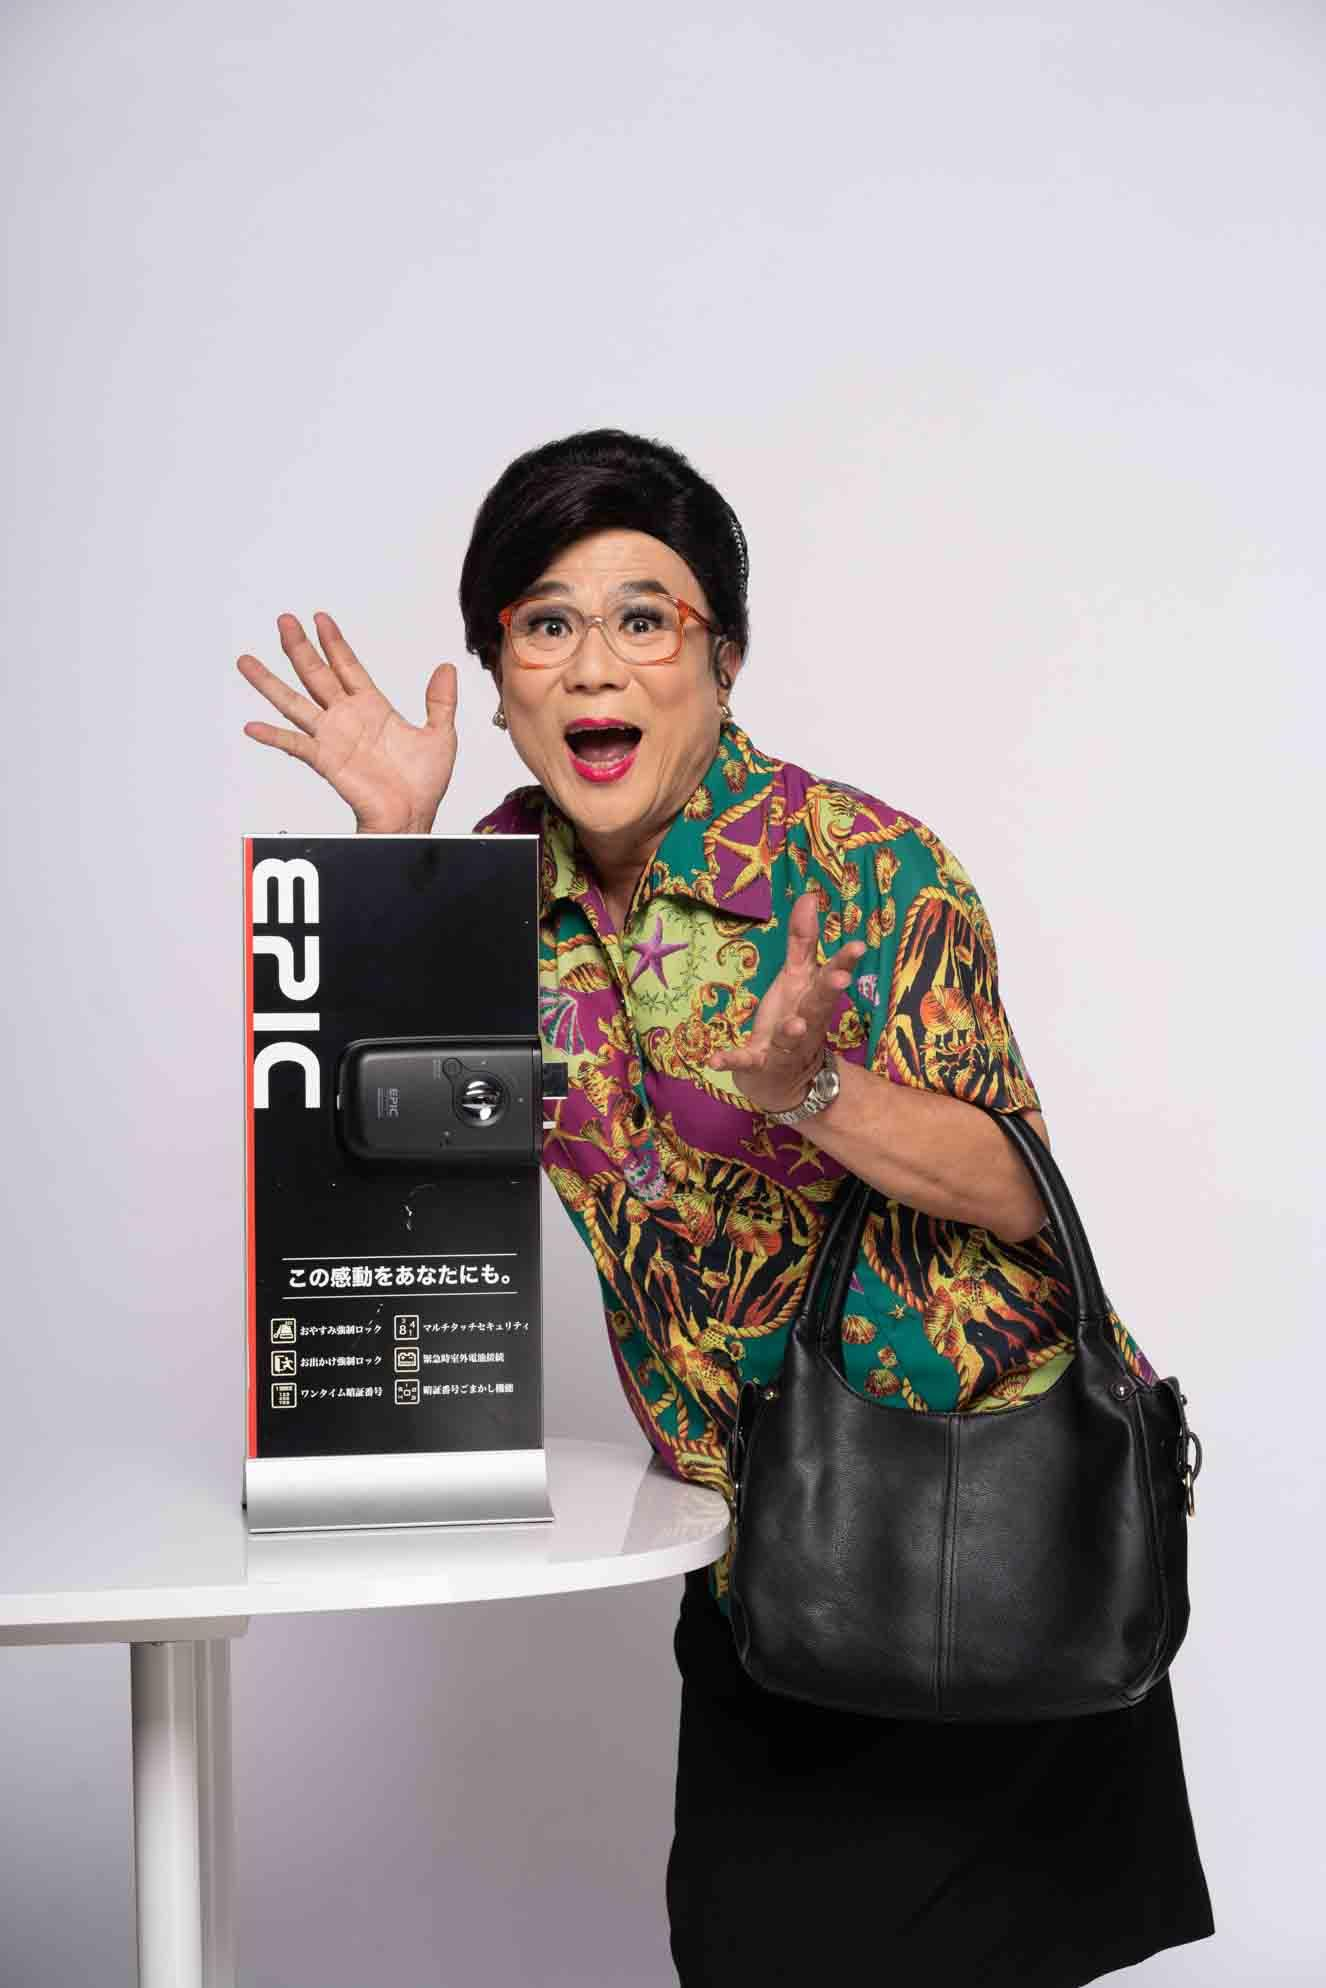 EPIC
EPIC
この感動をあなたにも。
おやすみ強制ロック
マルチタッチセキュリティ
お出かけ強制ロック
緊急時室外電池接続
ワンタイム暗証番号
暗証番号ごまかし機能